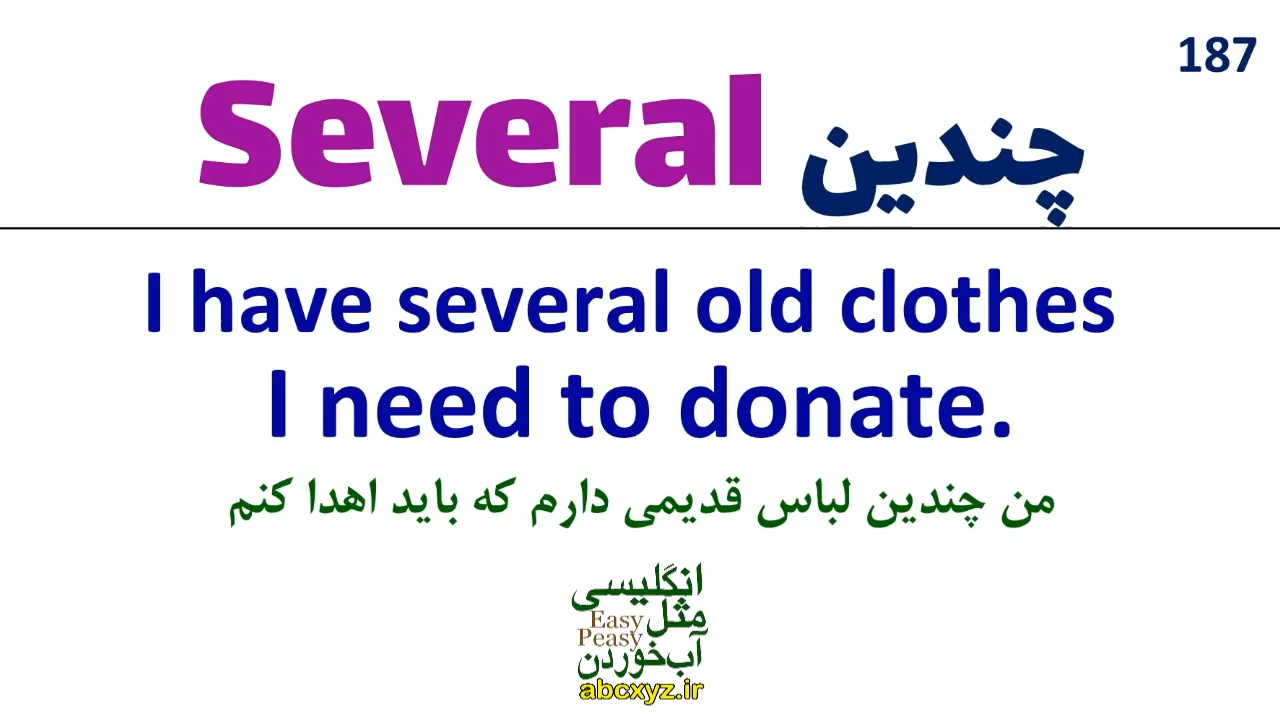 187
Several چندین
I have several old clothes
I need to donate.
من چندین لباس قدیمی دارم که باید اهدا کنم
انگلیسی
مثل
Easy
Peasy
آب‌خوردن
abcxyz.ir